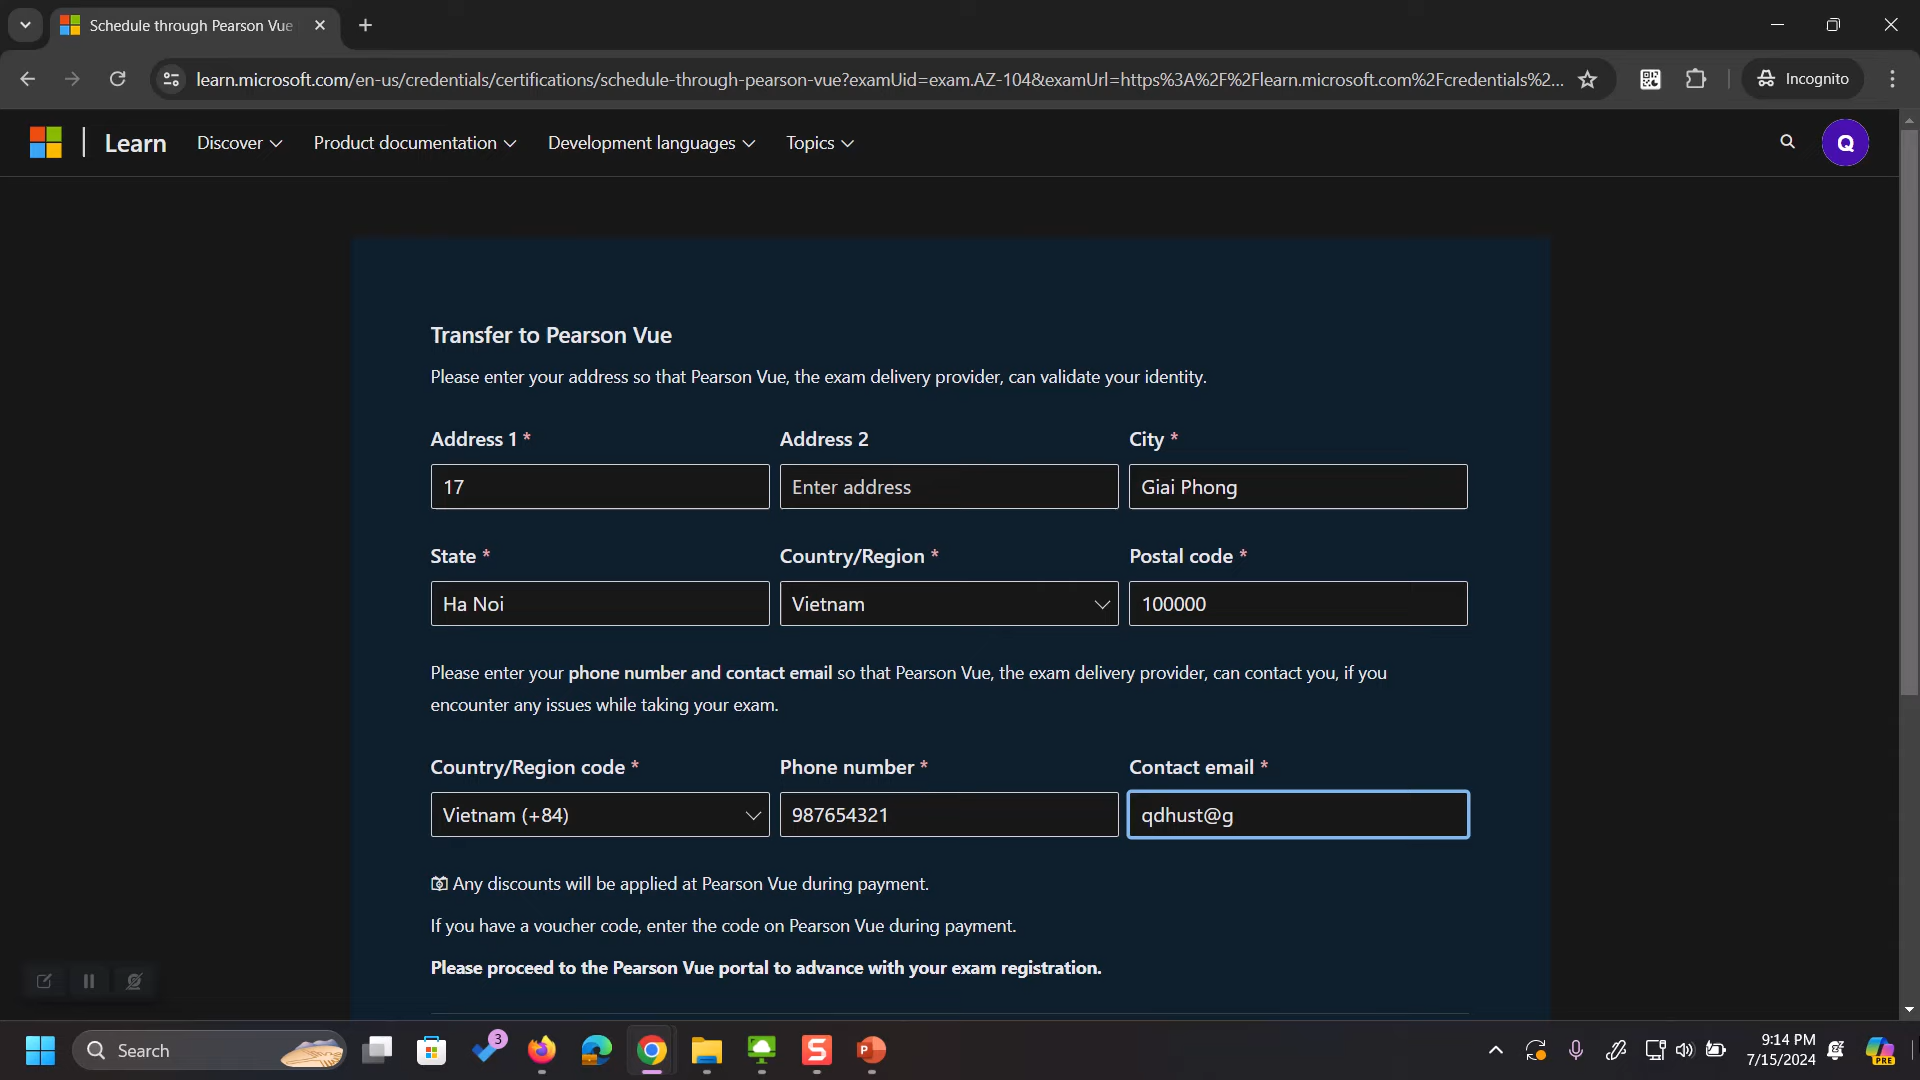 Schedule through Pearson Vue
learn.microsoft.com/en-us/credentials/certifications/schedule-through-pearson-vue?examUid=exam.AZ-104&examUrl=https%3A%2F%2Flearn.microsoft.com%2Fcredentials%2...
Incognito
Learn
Discover
Product documentation
Development languages
Topics
Q
Transfer to Pearson Vue
Please enter your address so that Pearson Vue, the exam delivery provider, can validate your identity.
Address 1 *
Address 2
City *
17
Enter address
Giai Phong
State *
Country/Region *
Postal code *
Ha Noi
Vietnam
100000
Please enter your phone number and contact email so that Pearson Vue, the exam delivery provider, can contact you, if you
encounter any issues while taking your exam.
Country/Region code *
Phone number *
Contact email *
Vietnam (+84)
987654321
qdhust@g
Any discounts will be applied at Pearson Vue during payment.
If you have a voucher code, enter the code on Pearson Vue during payment.
Please proceed to the Pearson Vue portal to advance with your exam registration.
Search
3
S
P
9:14 PM
7/15/2024
PRE